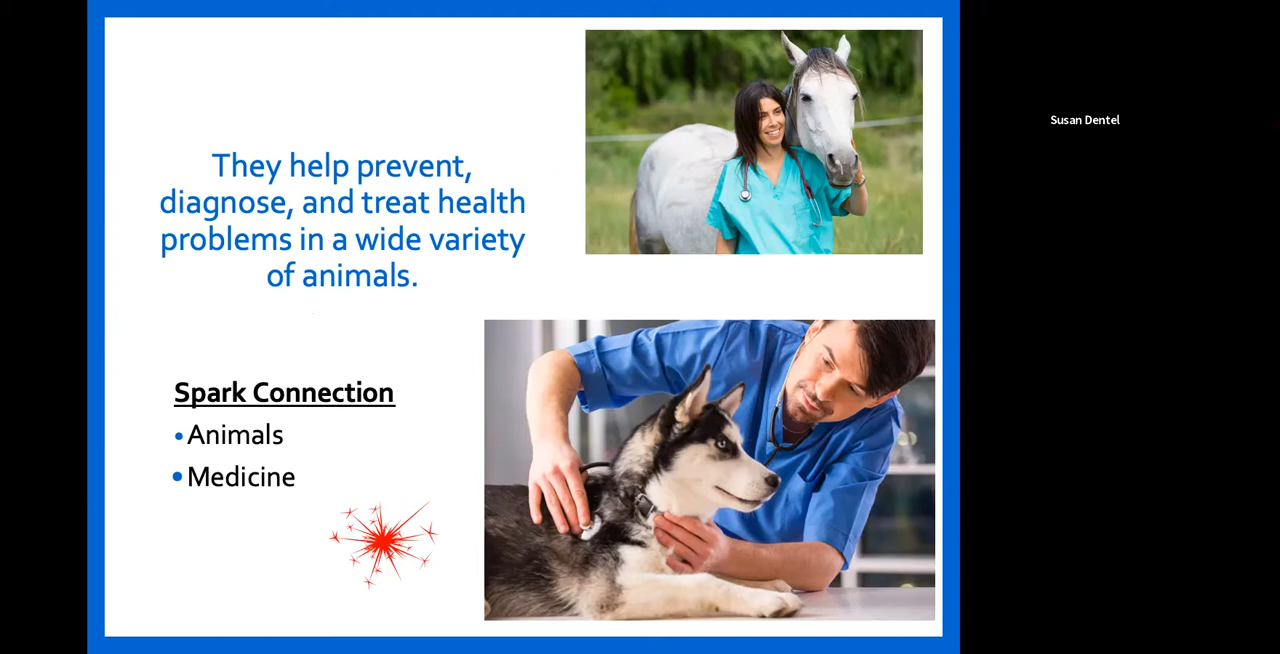 They help prevent,
diagnose, and treat health
problems in a wide variety
of animals.
Spark Connection
•Animals
•Medicine
Susan Dentel